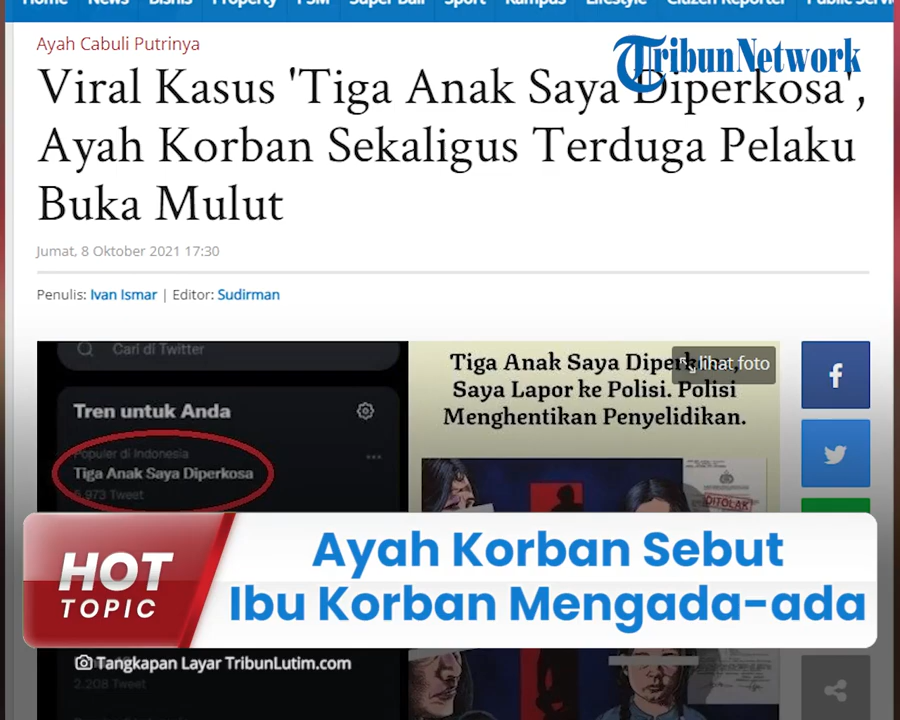 Home News Bisnis Property PSM Super Ball Sport Kampus Lifestyle Citizen Reporter
Ayah Cabuli Putrinya
TribunNetwork
Viral Kasus 'Tiga Anak Saya Diperkosa',
Ayah Korban Sekaligus Terduga Pelaku
Buka Mulut
Jumat, 8 Oktober 2021 17:30
Penulis: Ivan Ismar | Editor: Sudirman
Cari di Twitter
Tren untuk Anda
Populer di Indonesia
Tiga Anak Saya Diperkosa
5,973 Tweet
lihat foto
Tiga Anak Saya
Saya Lapor ke Polisi. Polisi
Menghentikan Penyelidikan.
DITOLAK
HOT
TOPIC
Ayah Korban Sebut
Ibu Korban Mengada-ada
Tangkapan Layar TribunLutim.com
2,208 Tweet